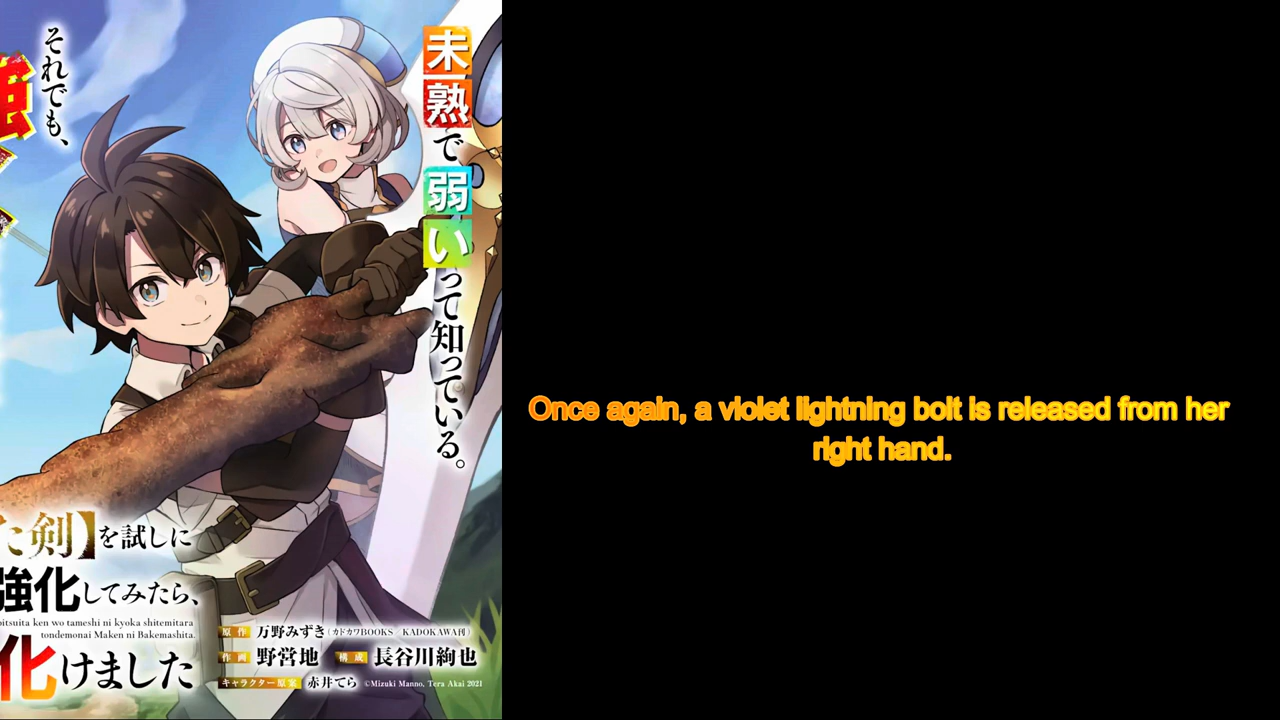 未熟で弱いって知っている。
それでも、
強
た剣】を試しに
強化してみたら、
bitsuita ken wo tameshi ni kyoka shitemitara
tondemonai Maken ni Bakemashita.
化けました
原作 万野みずき(カドカワBOOKS/KADOKAWA刊)
作画 野営地 構成 長谷川絢也
キャラクター原案 赤井てら ©Mizuki Manno, Tera Akai 2021
Once again, a violet lightning bolt is released from her
right hand.